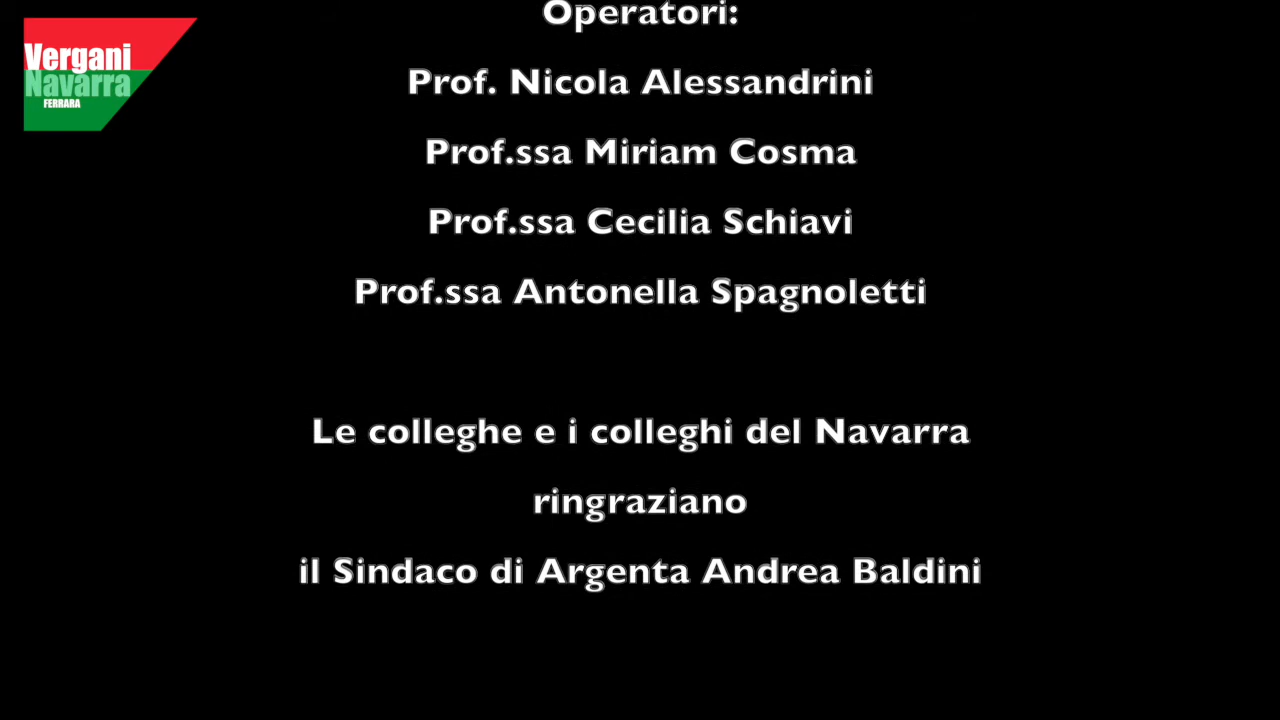 Vergani
Navarra
FERRARA
Operatori:
Prof. Nicola Alessandrini
Prof.ssa Miriam Cosma
Prof.ssa Cecilia Schiavi
Prof.ssa Antonella Spagnoletti
Le colleghe e i colleghi del Navarra
ringraziano
il Sindaco di Argenta Andrea Baldini